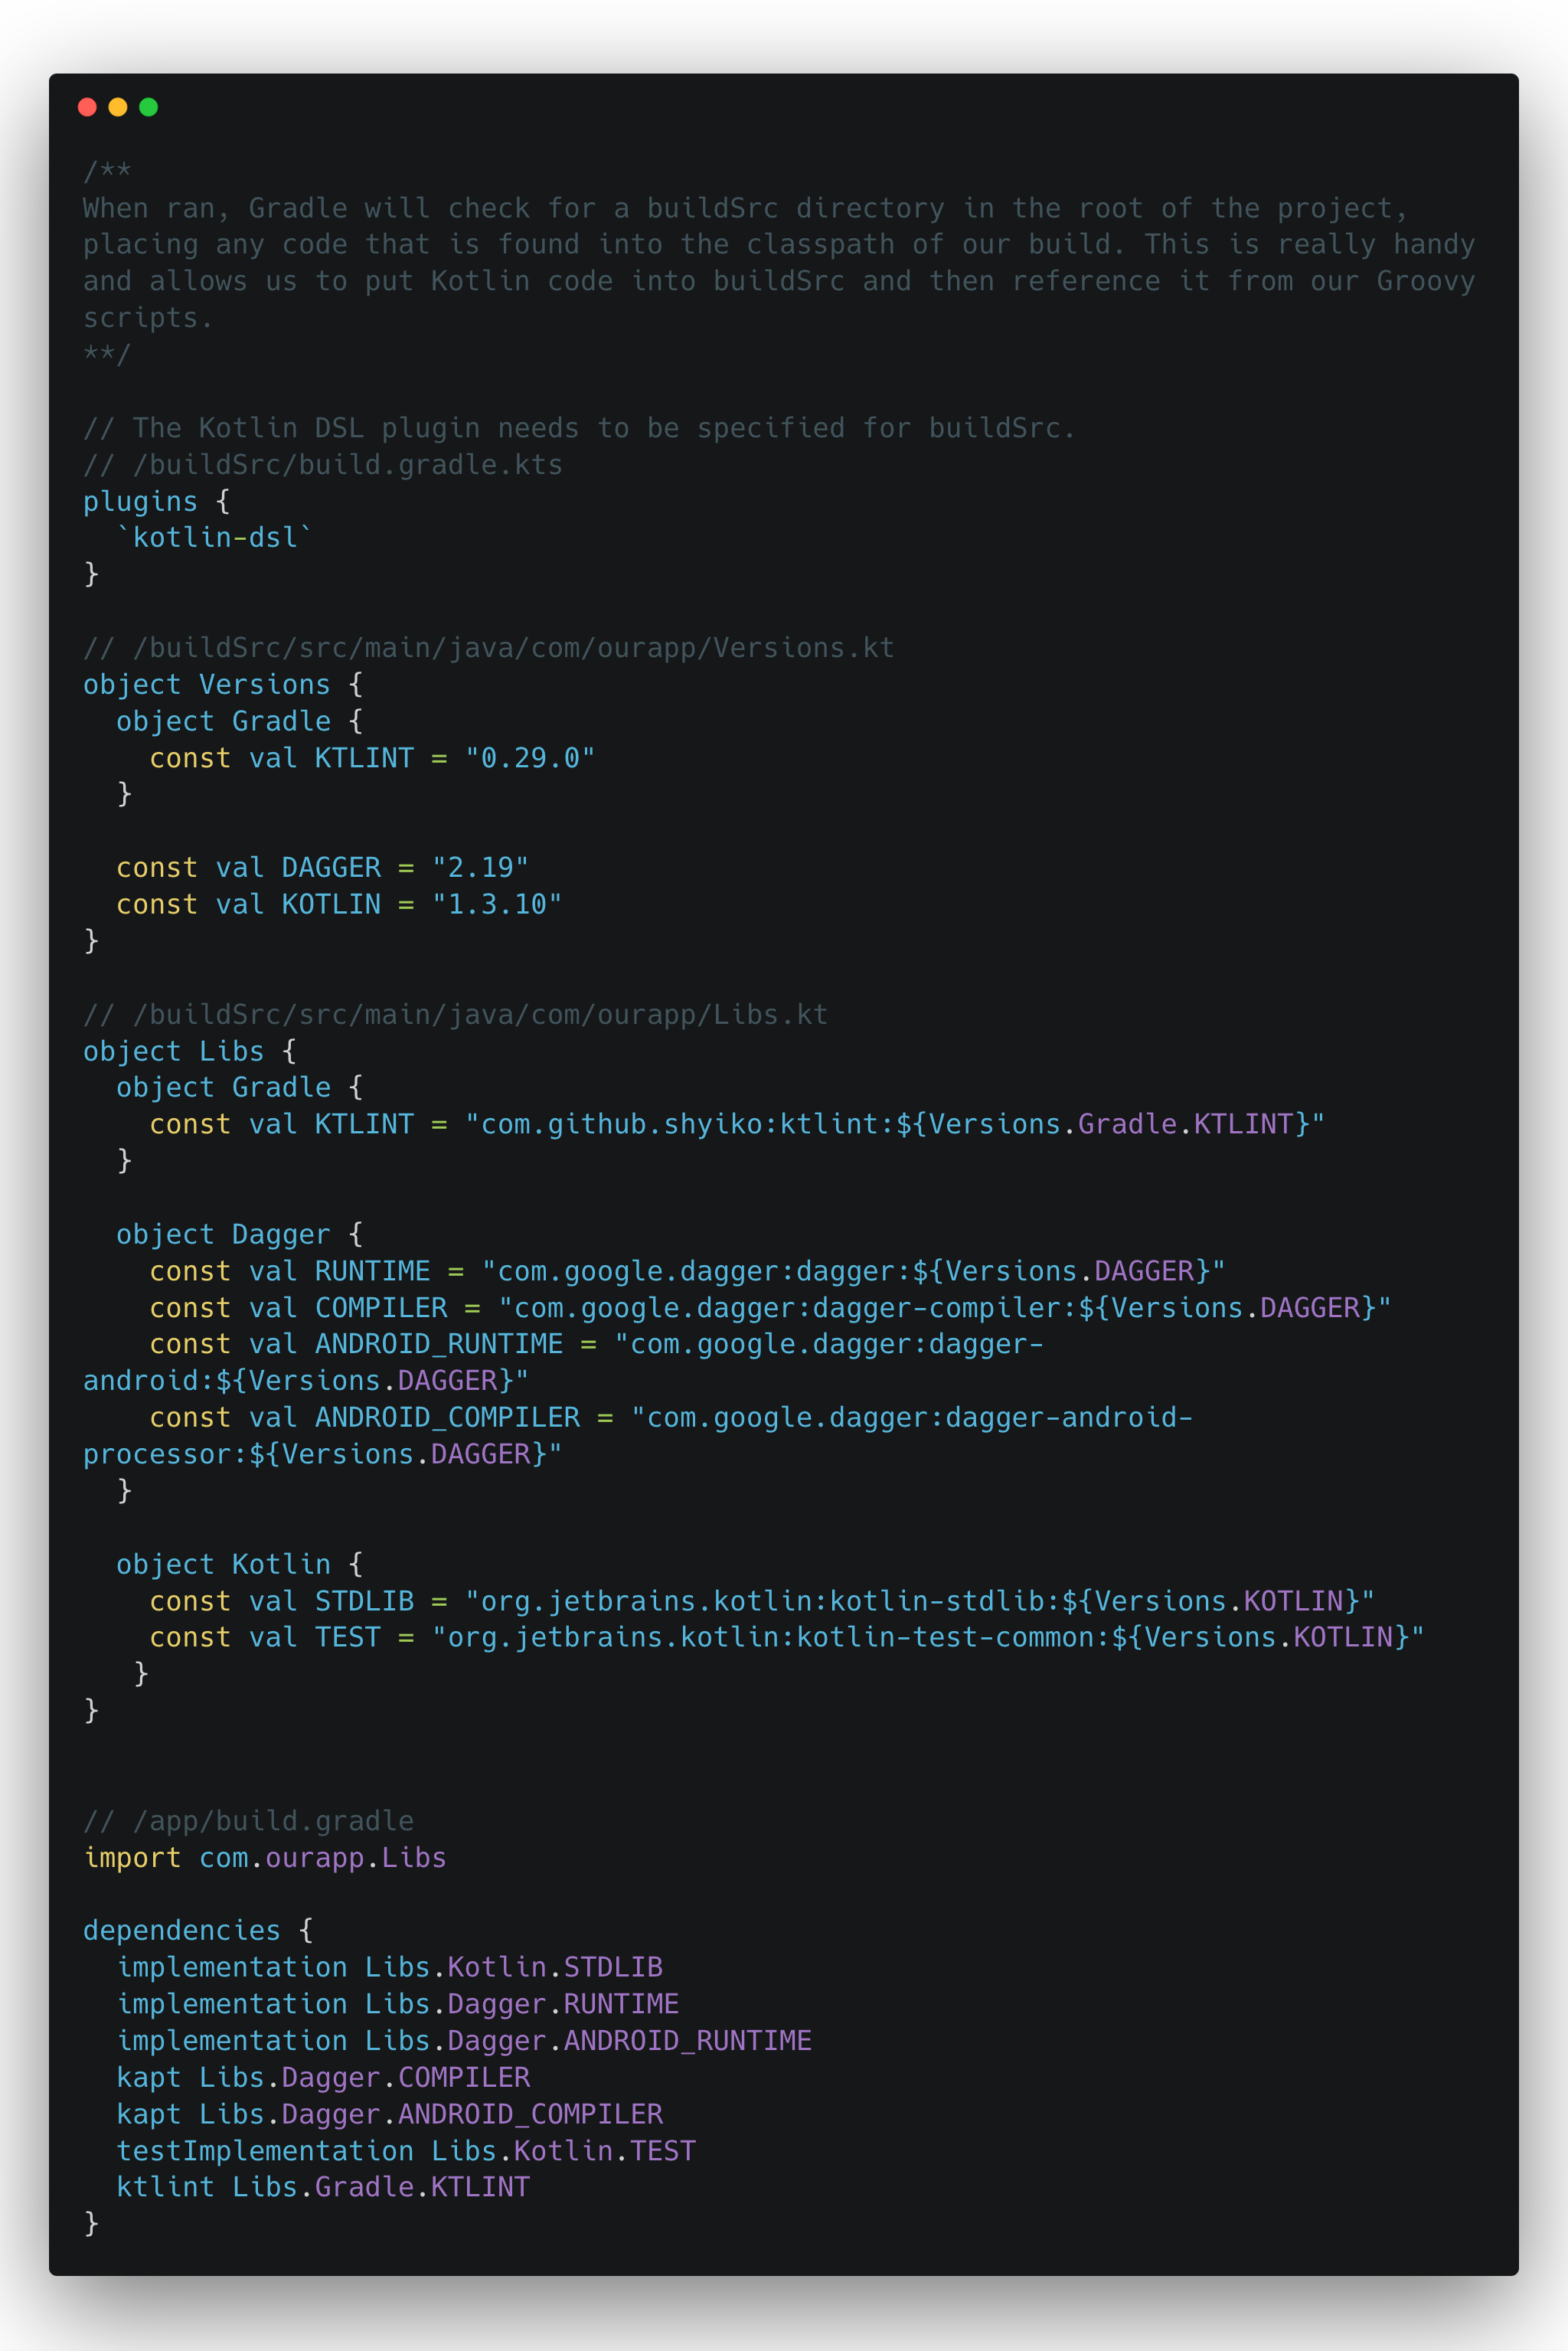 /**
When ran, Gradle will check for a buildSrc directory in the root of the project,
placing any code that is found into the classpath of our build. This is really handy
and allows us to put Kotlin code into buildSrc and then reference it from our Groovy
scripts.
**/

// The Kotlin DSL plugin needs to be specified for buildSrc.
// /buildSrc/build.gradle.kts
plugins {
  `kotlin-dsl`
}

// /buildSrc/src/main/java/com/ourapp/Versions.kt
object Versions {
  object Gradle {
    const val KTLINT = "0.29.0"
  }

  const val DAGGER = "2.19"
  const val KOTLIN = "1.3.10"
}

// /buildSrc/src/main/java/com/ourapp/Libs.kt
object Libs {
  object Gradle {
    const val KTLINT = "com.github.shyiko:ktlint:${Versions.Gradle.KTLINT}"
  }

  object Dagger {
    const val RUNTIME = "com.google.dagger:dagger:${Versions.DAGGER}"
    const val COMPILER = "com.google.dagger:dagger-compiler:${Versions.DAGGER}"
    const val ANDROID_RUNTIME = "com.google.dagger:dagger-
android:${Versions.DAGGER}"
    const val ANDROID_COMPILER = "com.google.dagger:dagger-android-
processor:${Versions.DAGGER}"
  }

  object Kotlin {
    const val STDLIB = "org.jetbrains.kotlin:kotlin-stdlib:${Versions.KOTLIN}"
    const val TEST = "org.jetbrains.kotlin:kotlin-test-common:${Versions.KOTLIN}"
   }
}

// /app/build.gradle
import com.ourapp.Libs

dependencies {
  implementation Libs.Kotlin.STDLIB
  implementation Libs.Dagger.RUNTIME
  implementation Libs.Dagger.ANDROID_RUNTIME
  kapt Libs.Dagger.COMPILER
  kapt Libs.Dagger.ANDROID_COMPILER
  testImplementation Libs.Kotlin.TEST
  ktlint Libs.Gradle.KTLINT
}